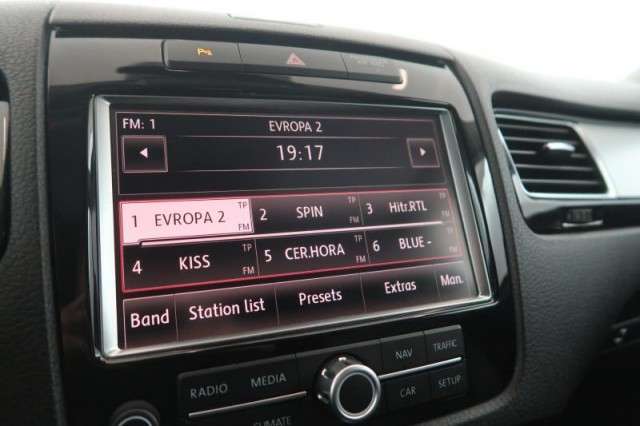 FM: 1 EVROPA 2
19:17
1 EVROPA 2 TP FM 2 SPIN TP FM 3 Hitr.RTL TP FM
4 KISS TP FM 5 CER.HORA TP FM 6 BLUE - TP FM
Band Station list Presets Extras Man.
RADIO MEDIA NAV TRAFFIC
CAR SETUP
CLIMATE